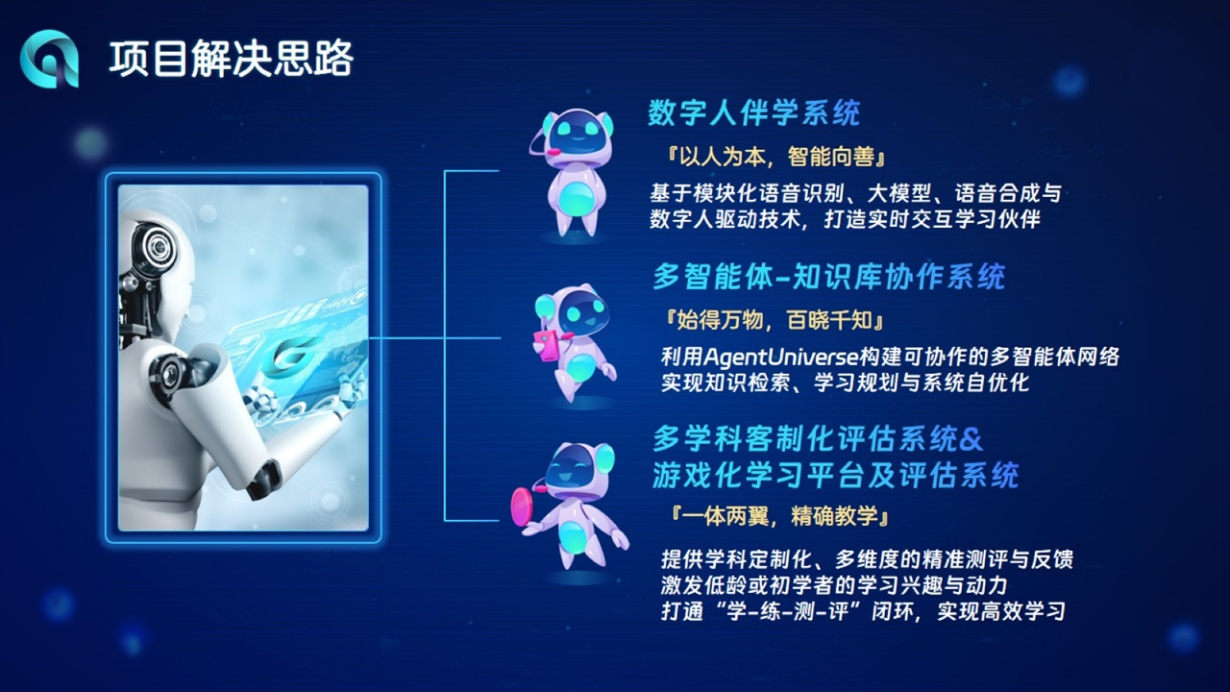 项目解决思路
数字人伴学系统
『以人为本，智能向善』
基于模块化语音识别、大模型、语音合成与
数字人驱动技术，打造实时交互学习伙伴
多智能体-知识库协作系统
『始得万物，百晓千知』
利用AgentUniverse构建可协作的多智能体网络
实现知识检索、学习规划与系统自优化
多学科客制化评估系统&
游戏化学习平台及评估系统
『一体两翼，精确教学』
提供学科定制化、多维度的精准测评与反馈
激发低龄或初学者的学习兴趣与动力
打通“学-练-测-评”闭环，实现高效学习